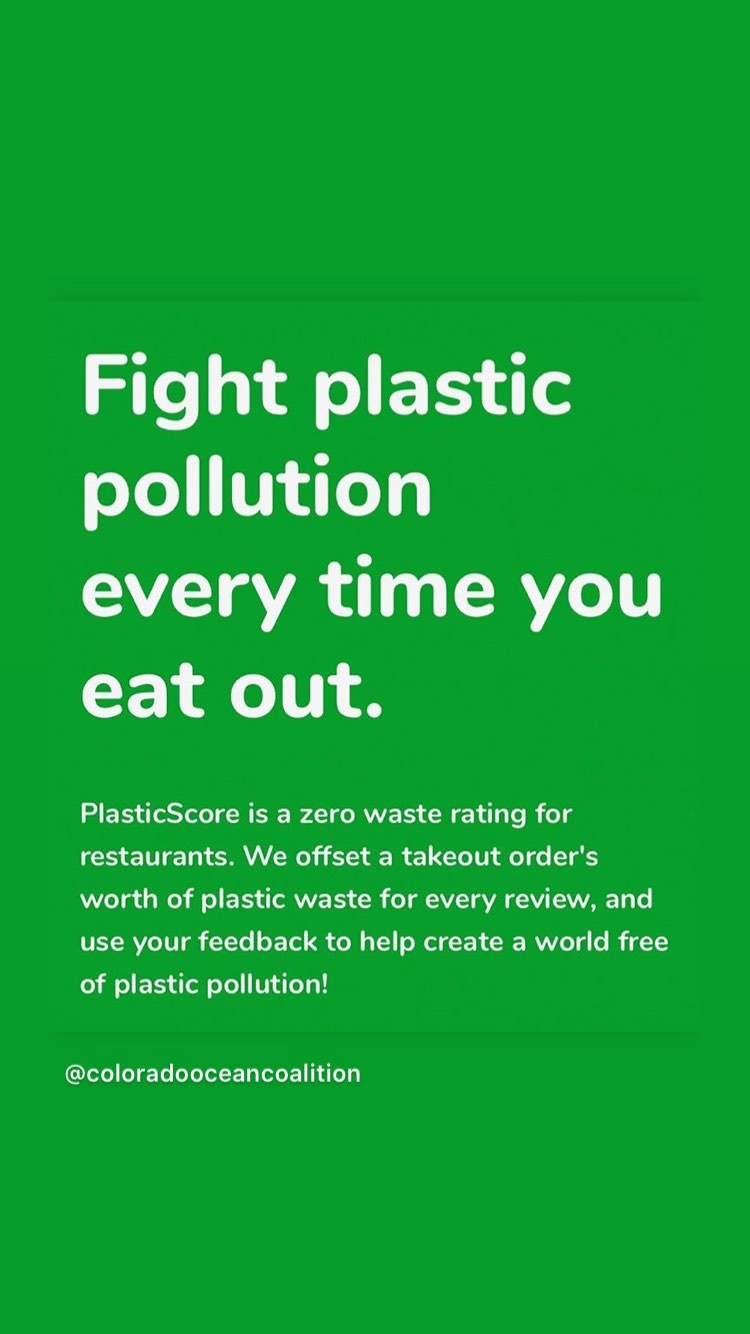 Fight plastic
pollution
every time you
eat out.
PlasticScore is a zero waste rating for
restaurants. We offset a takeout order's
worth of plastic waste for every review, and
use your feedback to help create a world free
of plastic pollution!
@coloradooceancoalition